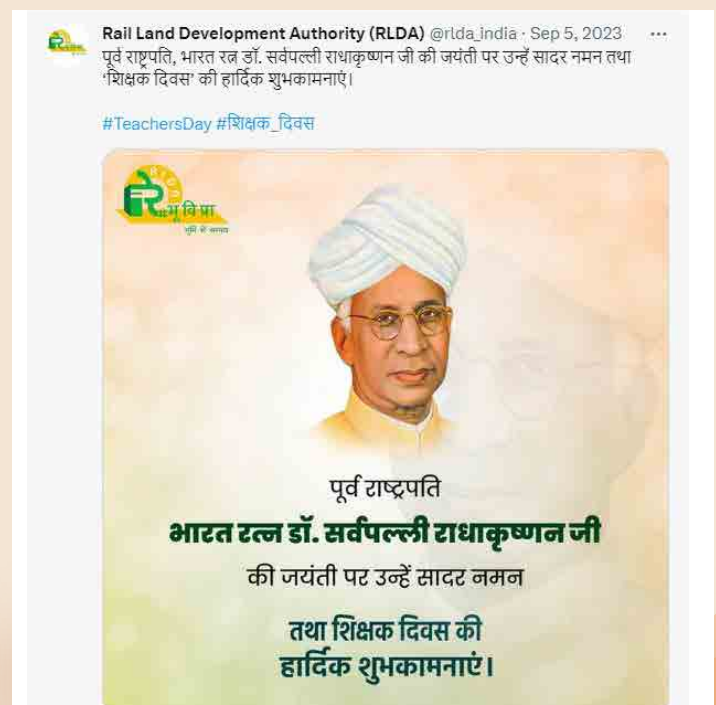 Rail Land Development Authority (RLDA) @rlda_india · Sep 5, 2023 ...
पूर्व राष्ट्रपति, भारत रत्न डॉ. सर्वपल्ली राधाकृष्णन जी की जयंती पर उन्हें सादर नमन तथा
‘शिक्षक दिवस’ की हार्दिक शुभकामनाएं।
#TeachersDay #शिक्षक_दिवस
RLDA
रे भू वि प्रा
पूर्व राष्ट्रपति
भारत रत्न डॉ. सर्वपल्ली राधाकृष्णन जी
की जयंती पर उन्हें सादर नमन
तथा शिक्षक दिवस की
हार्दिक शुभकामनाएं।